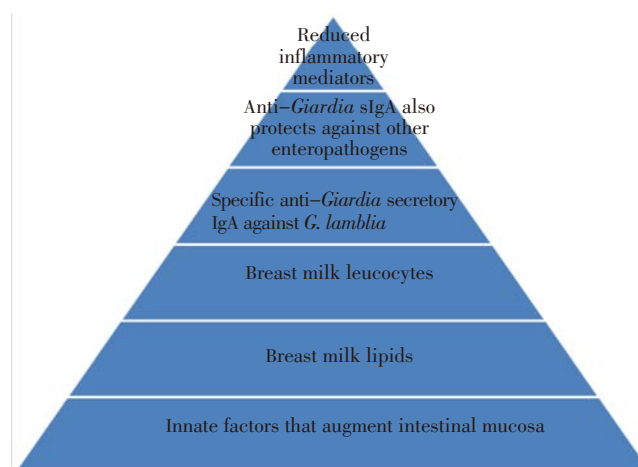 Reduced
inflammatory
mediators
Anti−Giardia sIgA also
protects against other
enteropathogens
Specific anti−Giardia secretory
IgA against G. lamblia
Breast milk leucocytes
Breast milk lipids
Innate factors that augment intestinal mucosa